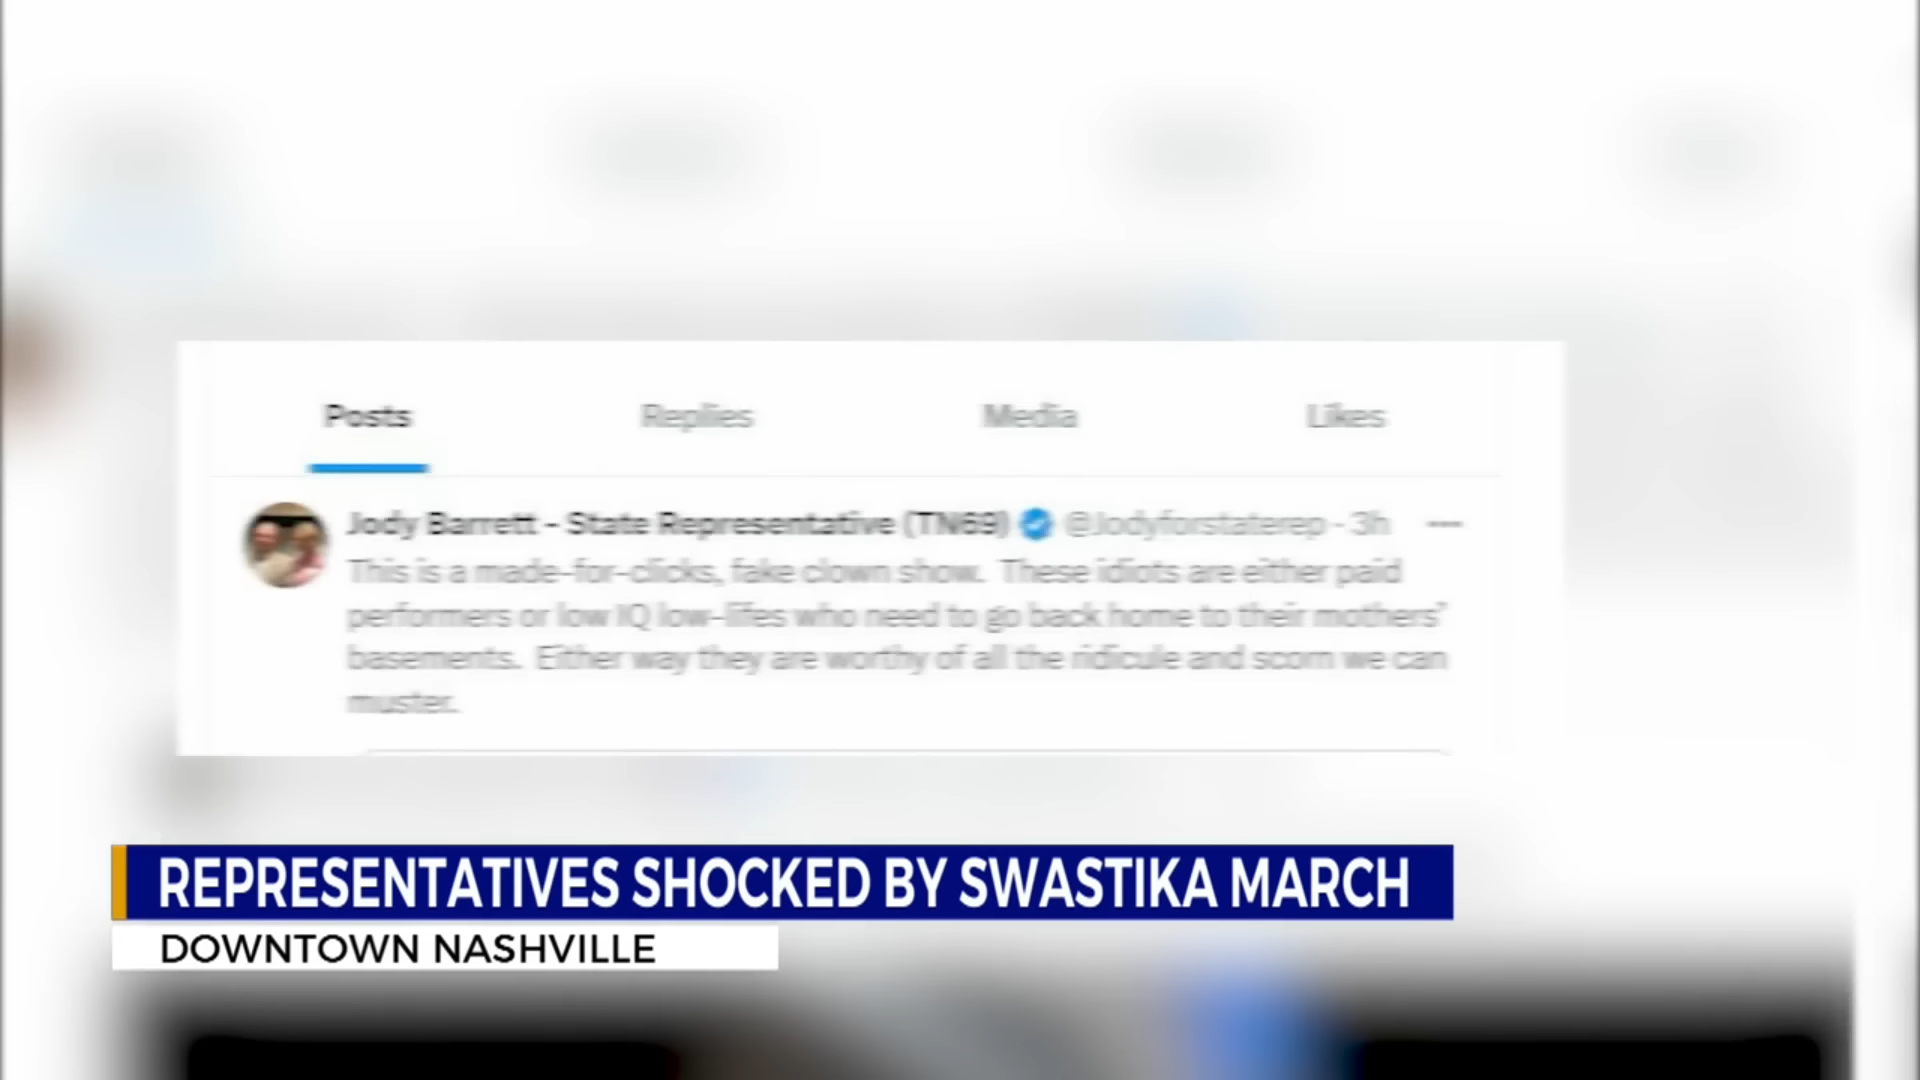 Posts Replies Media Likes
Jody Barrett - State Representative (TN69) @Jodyforstaterep · 3h ···
This is a made-for-clicks, fake clown show. These idiots are either paid
performers or low IQ low-lifes who need to go back home to their mothers'
basements. Either way they are worthy of all the ridicule and scorn we can
muster.
REPRESENTATIVES SHOCKED BY SWASTIKA MARCH
DOWNTOWN NASHVILLE